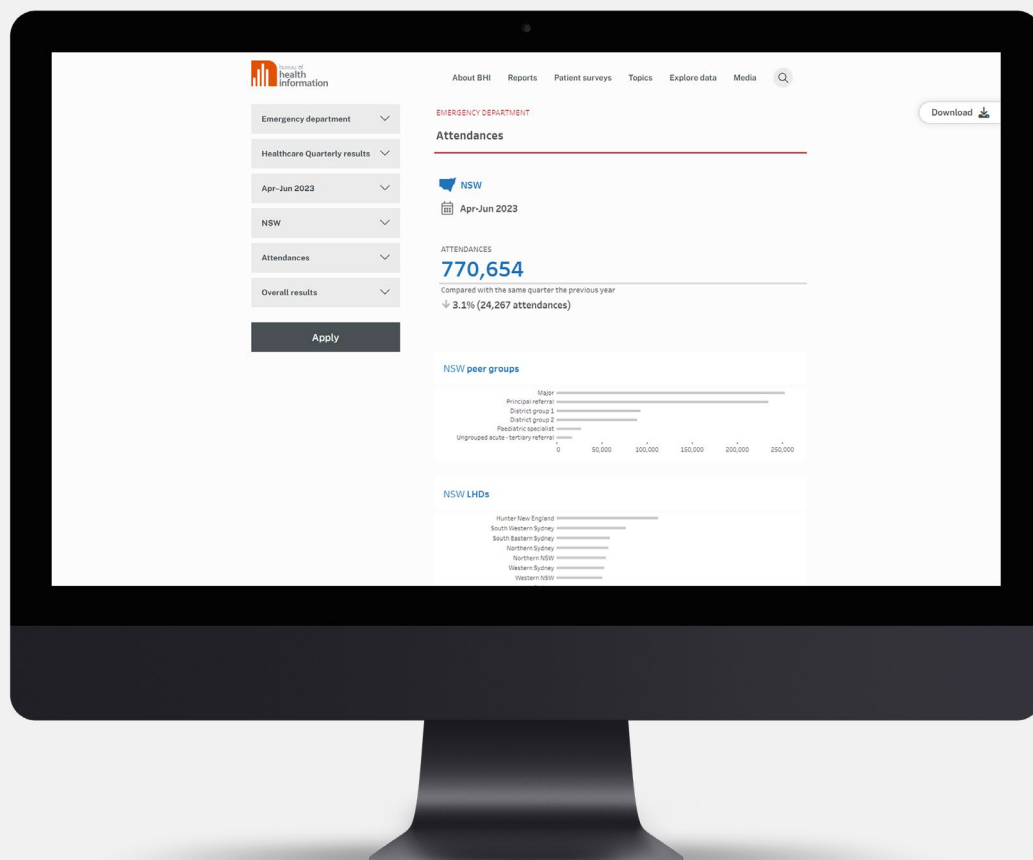 bureau of
health
information
About BHI Reports Patient surveys Topics Explore data Media
Download
Emergency department
Healthcare Quarterly results
Apr–Jun 2023
NSW
Attendances
Overall results
Apply
EMERGENCY DEPARTMENT
Attendances
NSW
Apr-Jun 2023
ATTENDANCES
770,654
Compared with the same quarter the previous year
3.1% (24,267 attendances)
NSW peer groups
Major
Principal referral
District group 1
District group 2
Paediatric specialist
Ungrouped acute - tertiary referral
0 50,000 100,000 150,000 200,000 250,000
NSW LHDs
Hunter New England
South Western Sydney
South Eastern Sydney
Northern Sydney
Northern NSW
Western Sydney
Western NSW